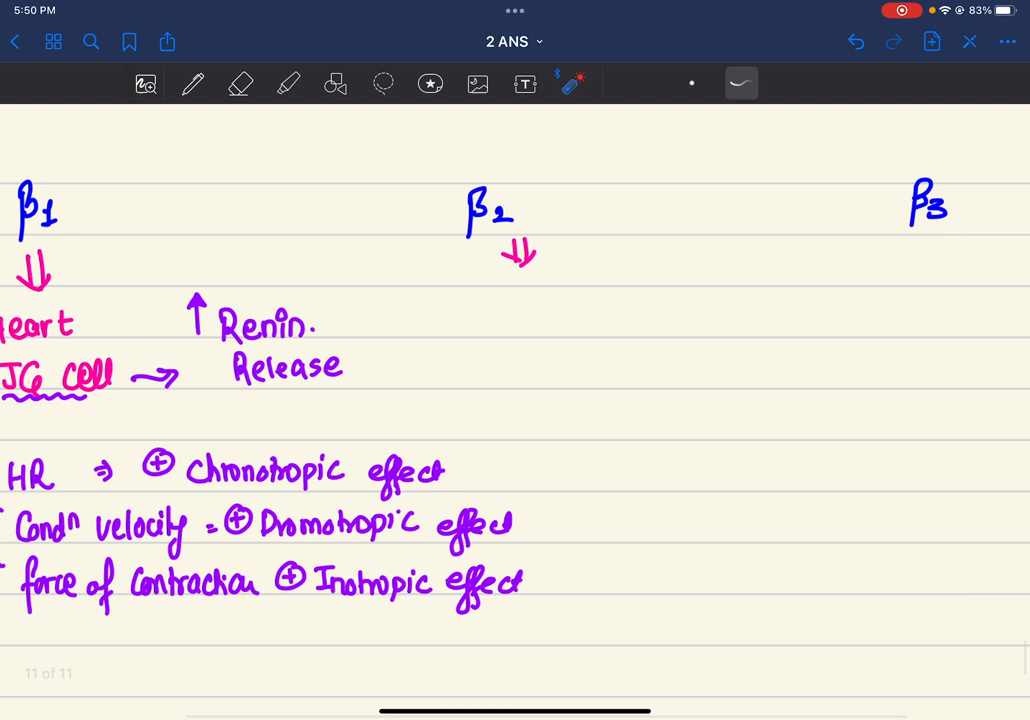 5:50 PM
83%
2 ANS
T
β1
β2
β3
Heart
↑ Renin.
JG Cell → Release
HR ⇒ ⊕ Chronotropic effect
Condn velocity = ⊕ Dromotropic effect
force of Contraction ⊕ Inotropic effect
11 of 11